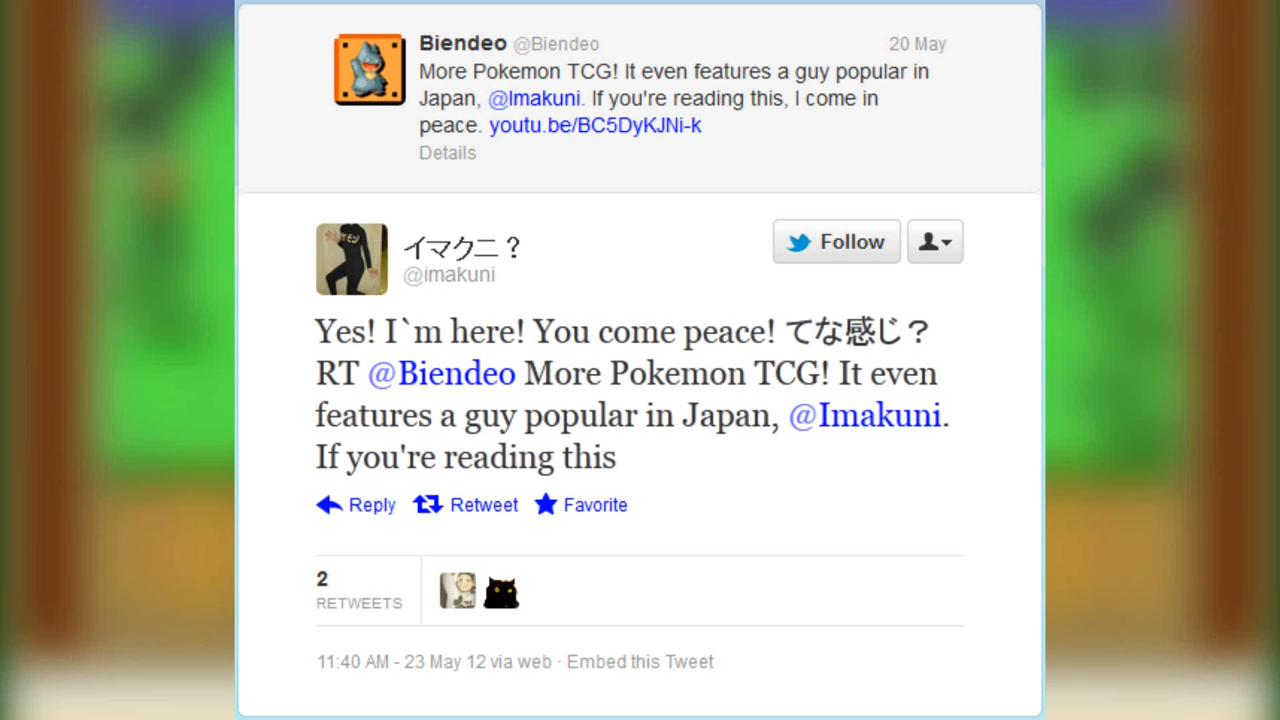 Biendeo @Biendeo 20 May
More Pokemon TCG! It even features a guy popular in
Japan, @Imakuni. If you're reading this, I come in
peace. youtu.be/BC5DyKJNi-k
Details
イマクニ？
@imakuni
Follow
Yes! I`m here! You come peace! てな感じ？
RT @Biendeo More Pokemon TCG! It even
features a guy popular in Japan, @Imakuni.
If you're reading this
Reply Retweet Favorite
2
RETWEETS
11:40 AM - 23 May 12 via web · Embed this Tweet